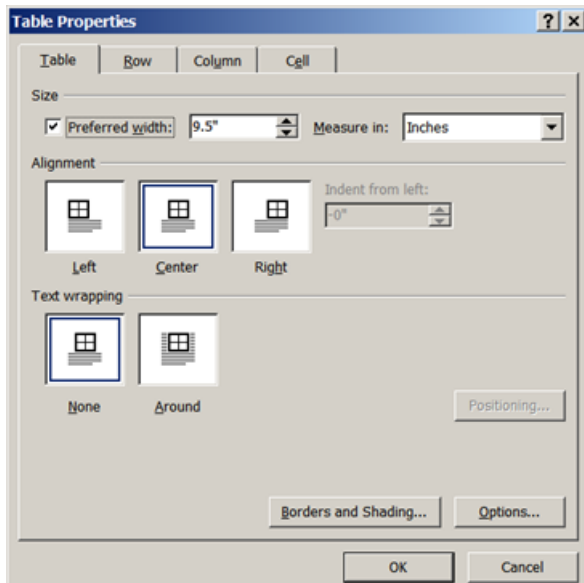 Table Properties
Table Row Column Cell
Size
Preferred width: 9.5" Measure in: Inches
Alignment
Indent from left:
-0"
Left Center Right
Text wrapping
None Around
Positioning...
Borders and Shading... Options...
OK Cancel